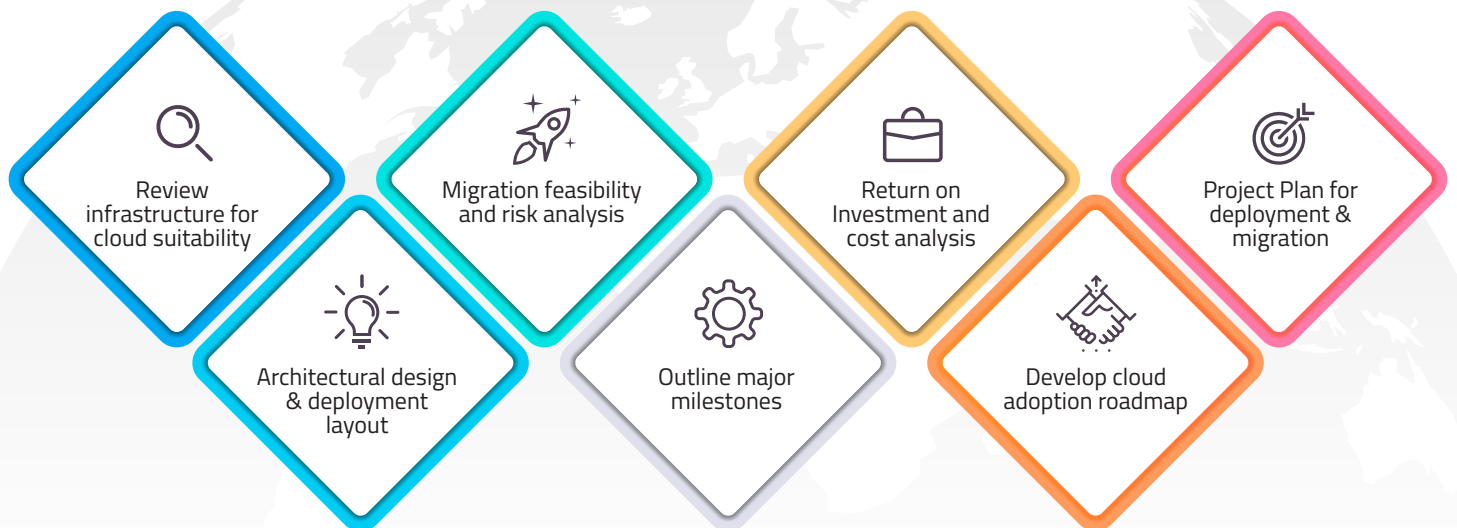 Review
infrastructure for
cloud suitability
Architectural design
& deployment
layout
Migration feasibility
and risk analysis
Outline major
milestones
Return on
Investment and
cost analysis
Develop cloud
adoption roadmap
Project Plan for
deployment &
migration